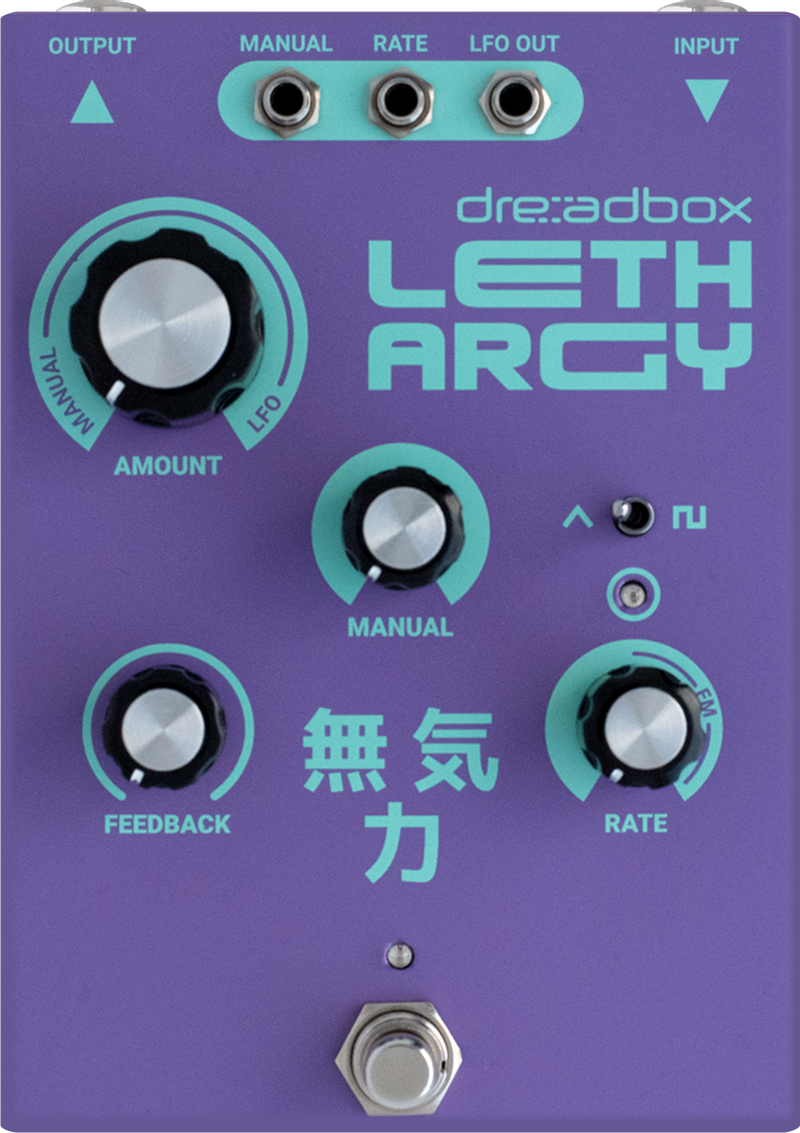 OUTPUT
MANUAL RATE LFO OUT
INPUT
dre::adbox
LETH
ARGY
MANUAL
LFO
AMOUNT
MANUAL
FM
FEEDBACK
RATE
無気
力